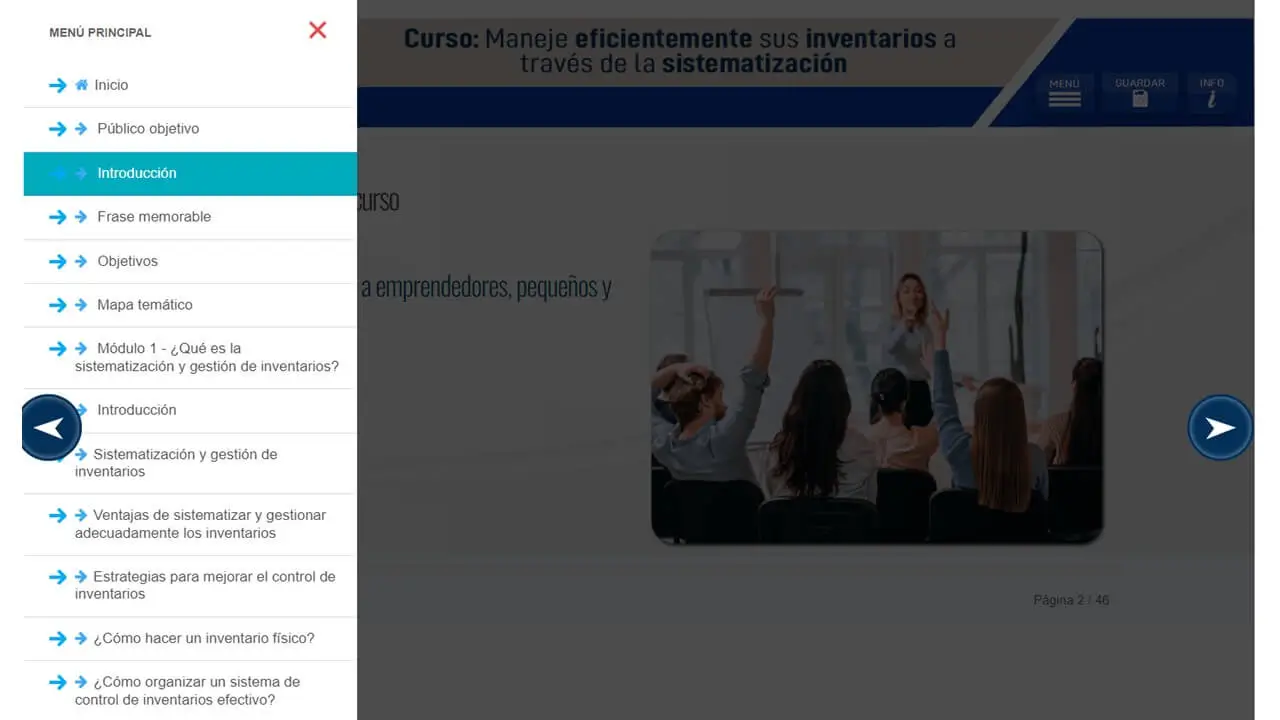 MENÚ PRINCIPAL
Inicio
Público objetivo
Introducción
Frase memorable
Objetivos
Mapa temático
Módulo 1 - ¿Qué es la
sistematización y gestión de inventarios?
Introducción
Sistematización y gestión de
inventarios
Ventajas de sistematizar y gestionar
adecuadamente los inventarios
Estrategias para mejorar el control de
inventarios
¿Cómo hacer un inventario físico?
¿Cómo organizar un sistema de
control de inventarios efectivo?
Curso: Maneje eficientemente sus inventarios a
través de la sistematización
MENÚ
GUARDAR
INFO
curso
a emprendedores, pequeños y
Página 2 / 46